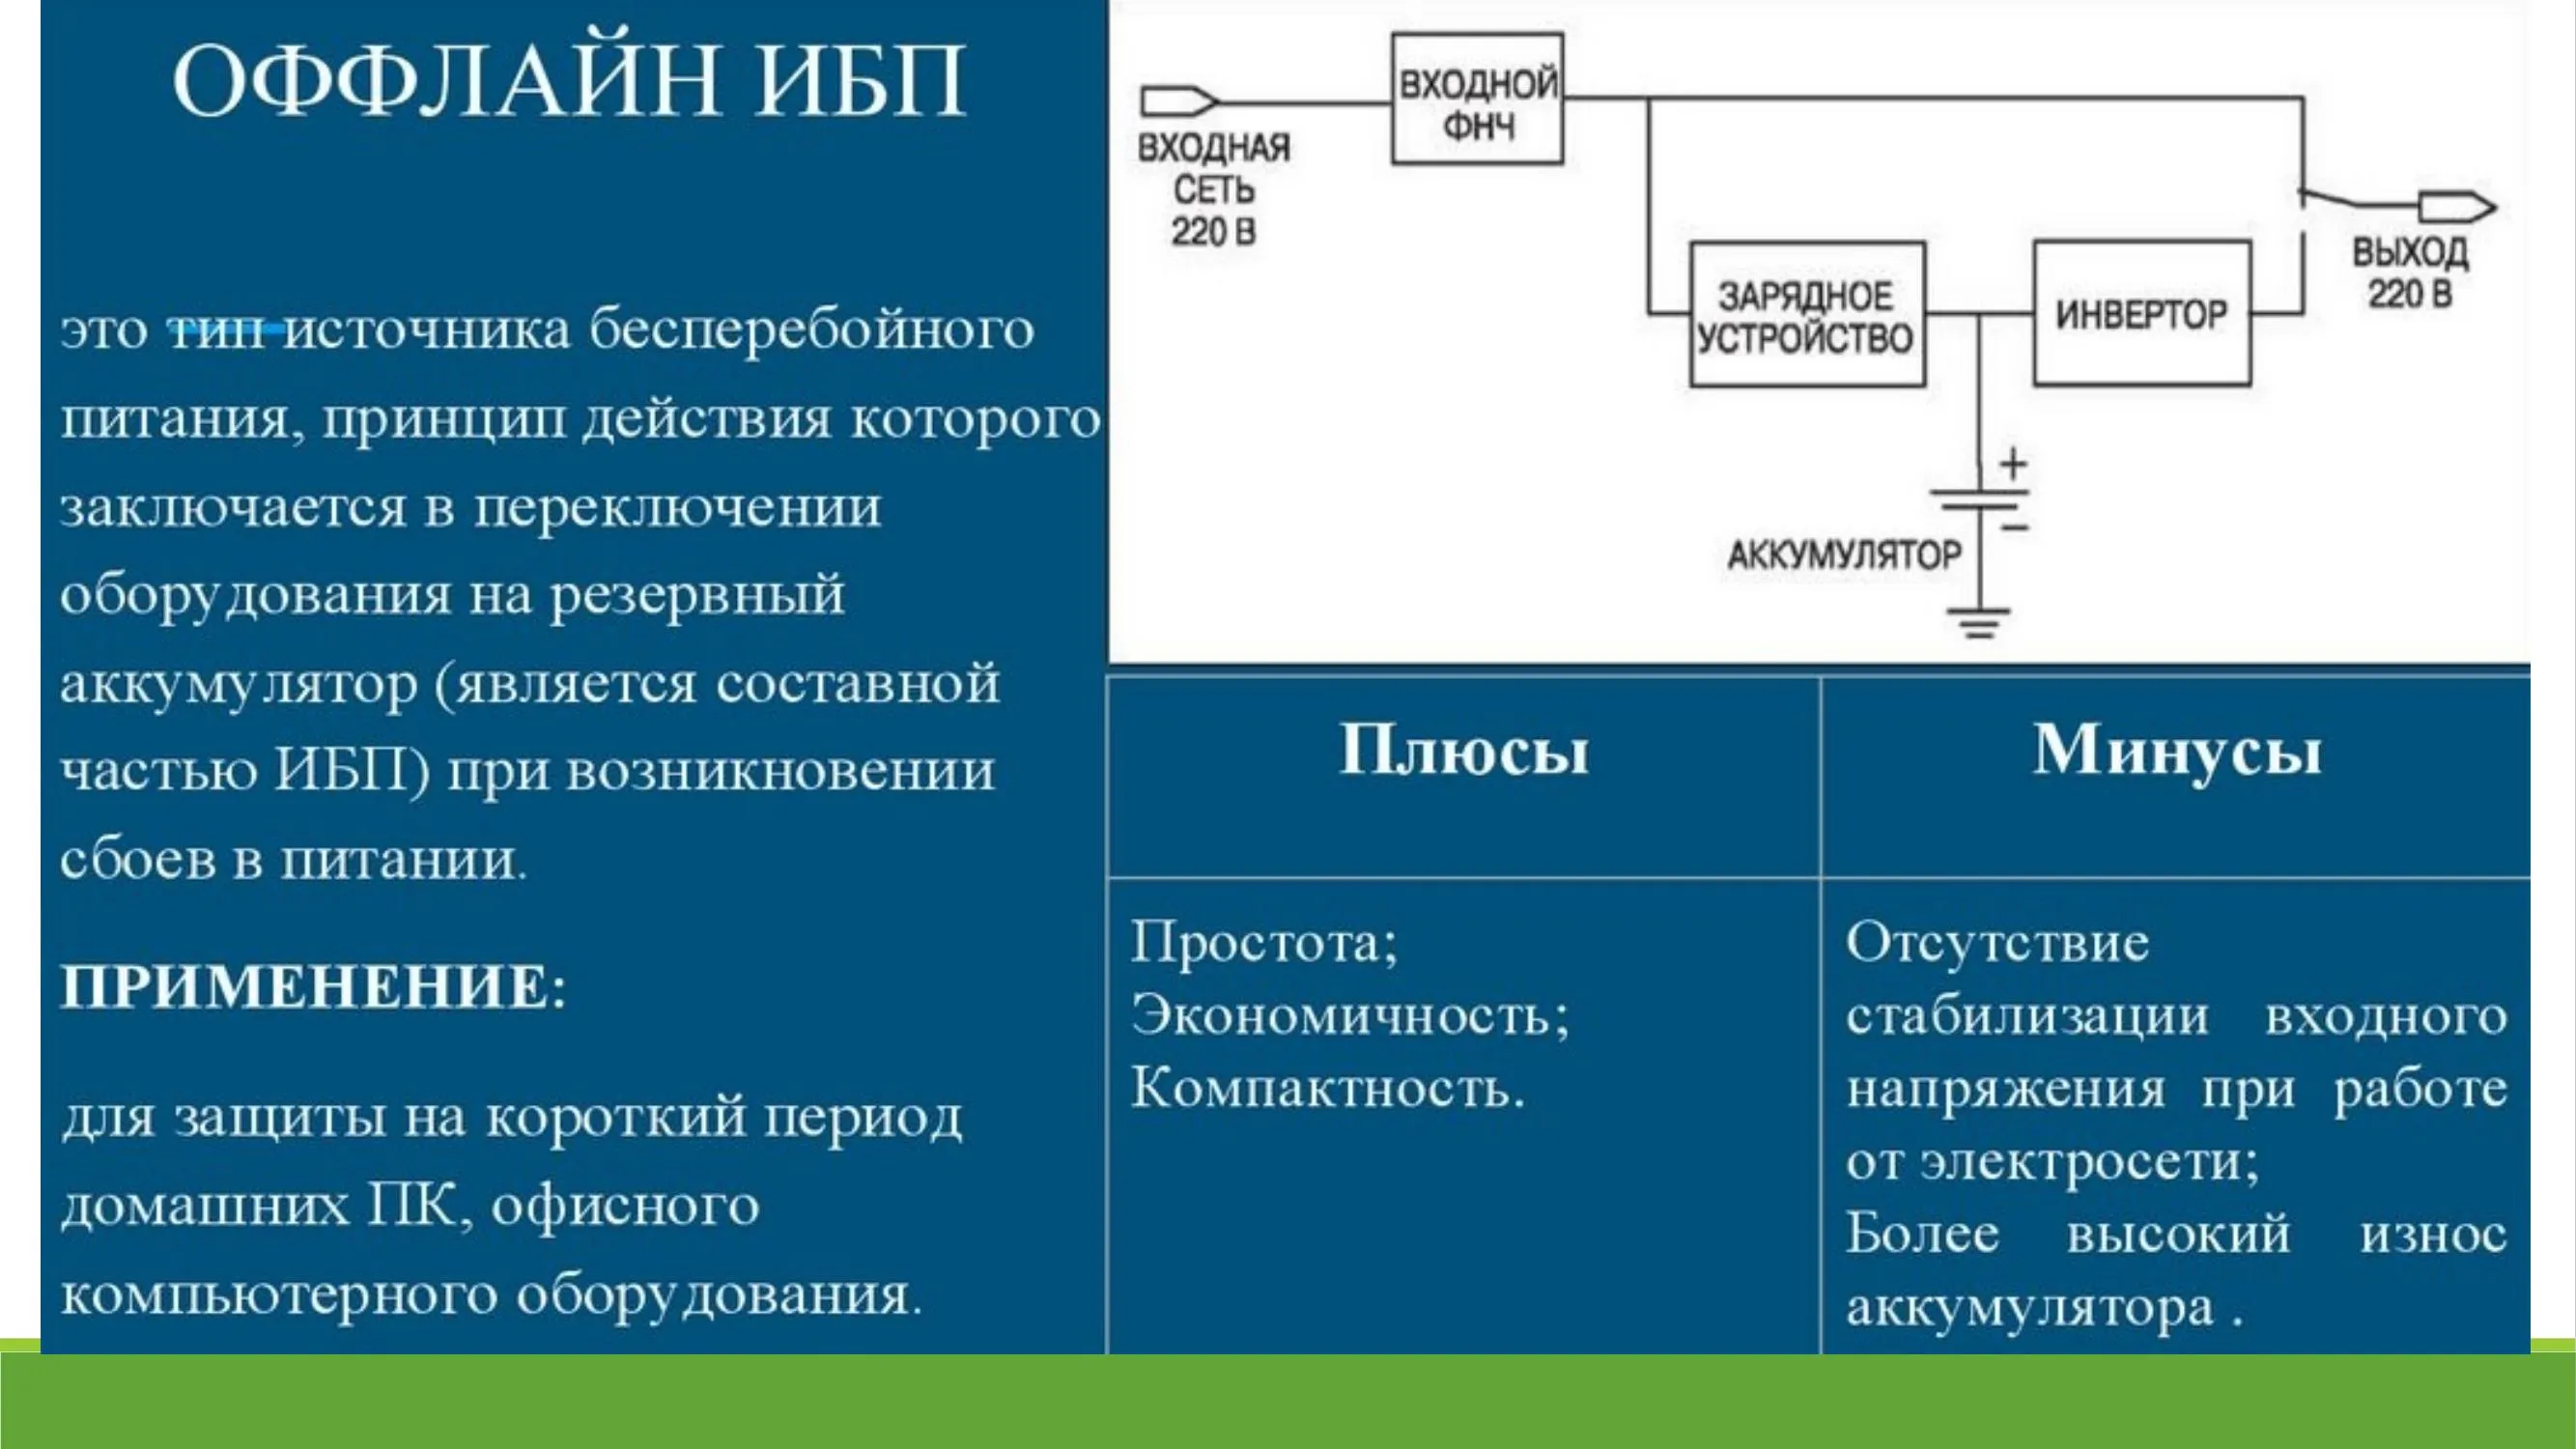 ОФФЛАЙН ИБП
это тип источника бесперебойного
питания, принцип действия которого
заключается в переключении
оборудования на резервный
аккумулятор (является составной
частью ИБП) при возникновении
сбоев в питании.
ПРИМЕНЕНИЕ:
для защиты на короткий период
домашних ПК, офисного
компьютерного оборудования.
ВХОДНАЯ
СЕТЬ
220 В
ВХОДНОЙ
ФНЧ
ЗАРЯДНОЕ
УСТРОЙСТВО
ИНВЕРТОР
ВЫХОД
220 В
+
−
АККУМУЛЯТОР
Плюсы
Минусы
Простота;
Экономичность;
Компактность.
Отсутствие
стабилизации входного
напряжения при работе
от электросети;
Более высокий износ
аккумулятора .